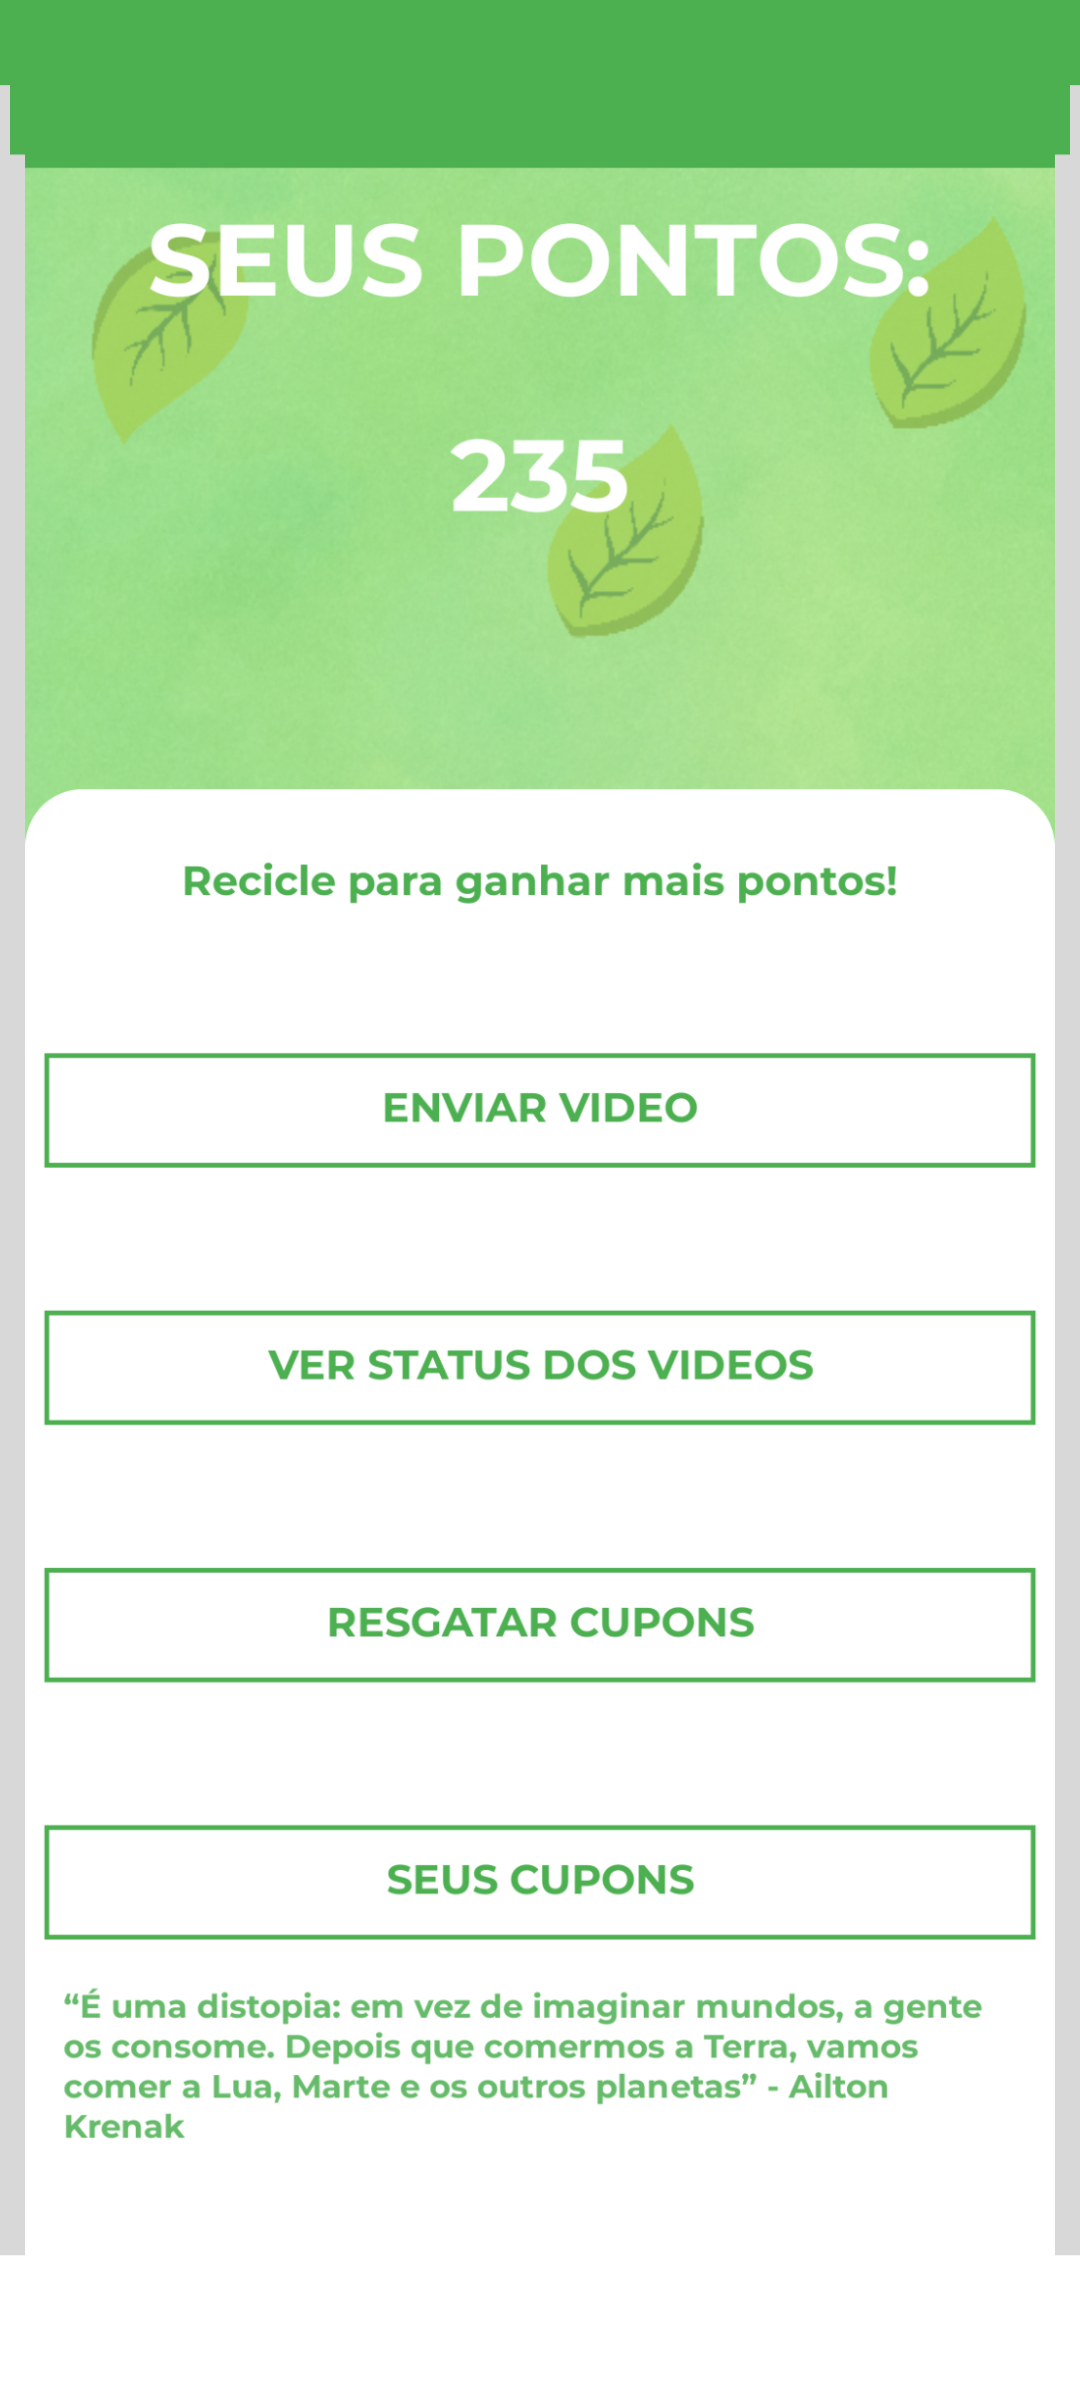 SEUS PONTOS:
235
Recicle para ganhar mais pontos!
ENVIAR VIDEO
VER STATUS DOS VIDEOS
RESGATAR CUPONS
SEUS CUPONS
“É uma distopia: em vez de imaginar mundos, a gente
os consome. Depois que comermos a Terra, vamos
comer a Lua, Marte e os outros planetas” - Ailton
Krenak